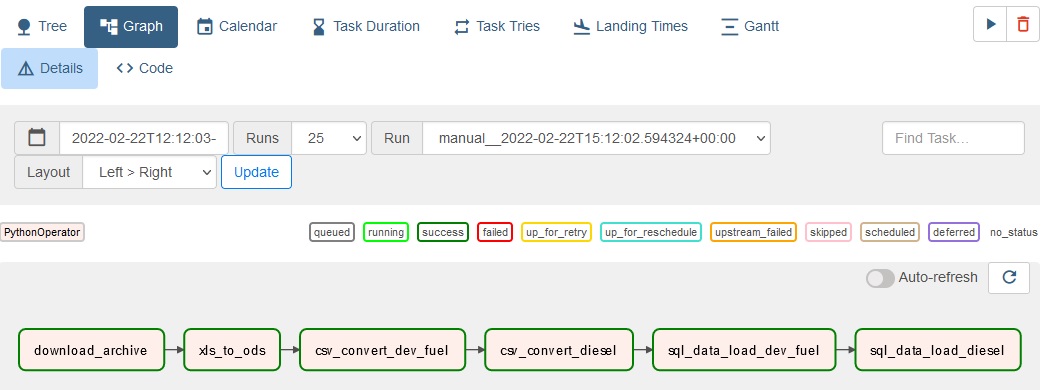 Tree Graph Calendar Task Duration Task Tries Landing Times Gantt
Details <> Code
2022-02-22T12:12:03- Runs 25 Run manual__2022-02-22T15:12:02.594324+00:00 Find Task...
Layout Left > Right Update
PythonOperator queued running success failed up_for_retry up_for_reschedule upstream_failed skipped scheduled deferred no_status
Auto-refresh
download_archive xls_to_ods csv_convert_dev_fuel csv_convert_diesel sql_data_load_dev_fuel sql_data_load_diesel